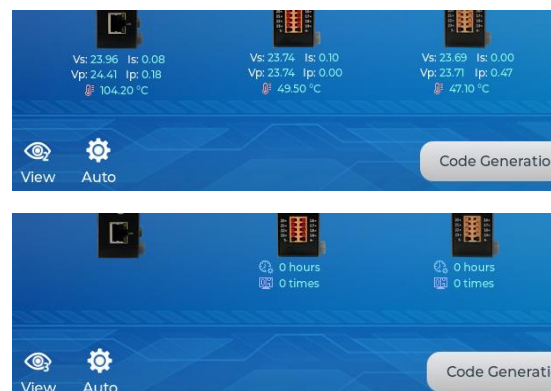 Vs: 23.96 Is: 0.08
Vp: 24.41 Ip: 0.18
104.20 °C
Vs: 23.74 Is: 0.10
Vp: 23.74 Ip: 0.00
49.50 °C
Vs: 23.69 Is: 0.00
Vp: 23.71 Ip: 0.47
47.10 °C
2
View
Auto
Code Generatio
0 hours
0 times
0 hours
0 times
3
View
Auto
Code Generati